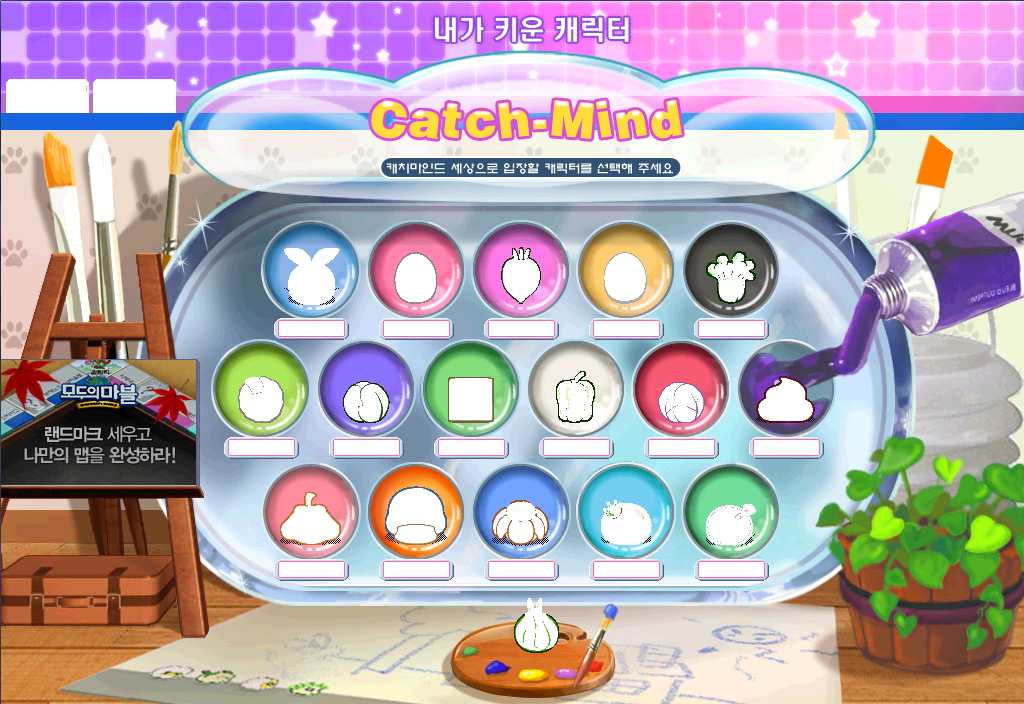 내가 키운 캐릭터
Catch-Mind
캐치마인드 세상으로 입장할 캐릭터를 선택해 주세요
모두의마블
랜드마크 세우고
나만의 맵을 완성하라!